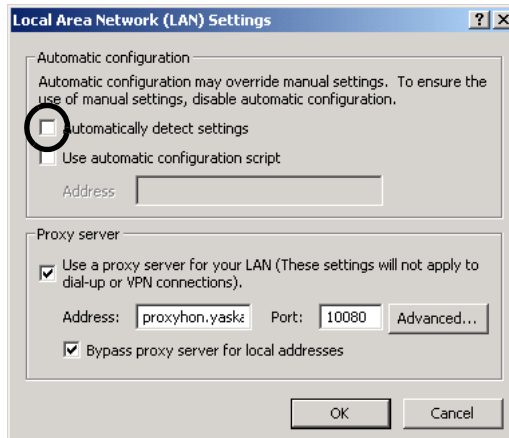 Local Area Network (LAN) Settings
Automatic configuration
Automatic configuration may override manual settings. To ensure the
use of manual settings, disable automatic configuration.
Automatically detect settings
Use automatic configuration script
Address
Proxy server
Use a proxy server for your LAN (These settings will not apply to
dial-up or VPN connections).
Address: proxyhon.yaska Port: 10080 Advanced...
Bypass proxy server for local addresses
OK Cancel